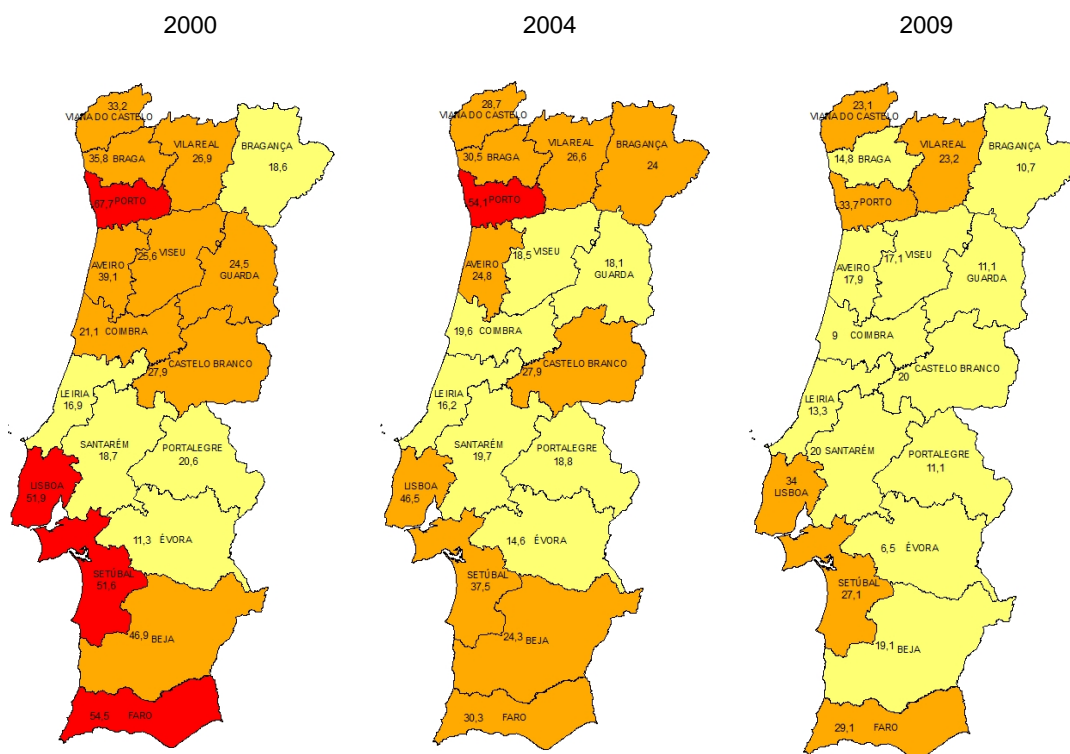 2000
2004
2009
33,2
VIANA DO CASTELO
35,8 BRAGA
VILA REAL
26,9
BRAGANÇA
18,6
67,7 PORTO
AVEIRO
39,1
25,6 VISEU
24,5
GUARDA
21,1 COIMBRA
CASTELO BRANCO
27,9
LEIRIA
16,9
SANTARÉM
18,7
PORTALEGRE
20,6
LISBOA
51,9
11,3 ÉVORA
SETÚBAL
51,6
46,9 BEJA
54,5 FARO
28,7
VIANA DO CASTELO
30,5 BRAGA
VILA REAL
26,6
BRAGANÇA
24
54,1 PORTO
AVEIRO
24,8
VISEU
18,5
18,1
GUARDA
19,6 COIMBRA
CASTELO BRANCO
27,9
LEIRIA
16,2
SANTARÉM
19,7
PORTALEGRE
18,8
LISBOA
46,5
14,6 ÉVORA
SETÚBAL
37,5
24,3 BEJA
30,3 FARO
23,1
VIANA DO CASTELO
14,8 BRAGA
VILA REAL
23,2
BRAGANÇA
10,7
33,7 PORTO
AVEIRO
17,9
17,1 VISEU
11,1
GUARDA
9 COIMBRA
CASTELO BRANCO
20
LEIRIA
13,3
20 SANTARÉM
PORTALEGRE
11,1
34
LISBOA
6,5 ÉVORA
SETÚBAL
27,1
19,1 BEJA
29,1 FARO